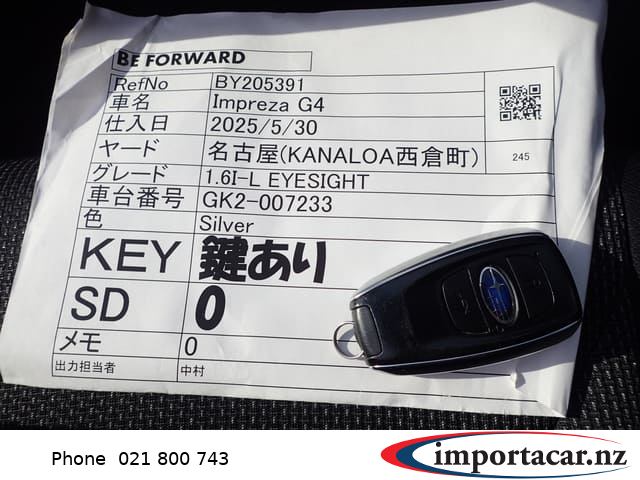 BE FORWARD
RefNo BY205391
車名 Impreza G4
仕入日 2025/5/30
ヤード 名古屋(KANALOA西倉町) 245
グレード 1.6I-L EYESIGHT
車台番号 GK2-007233
色 Silver
KEY 鍵あり
SD 0
メモ 0
出力担当者 中村
Phone 021 800 743
importacar.nz